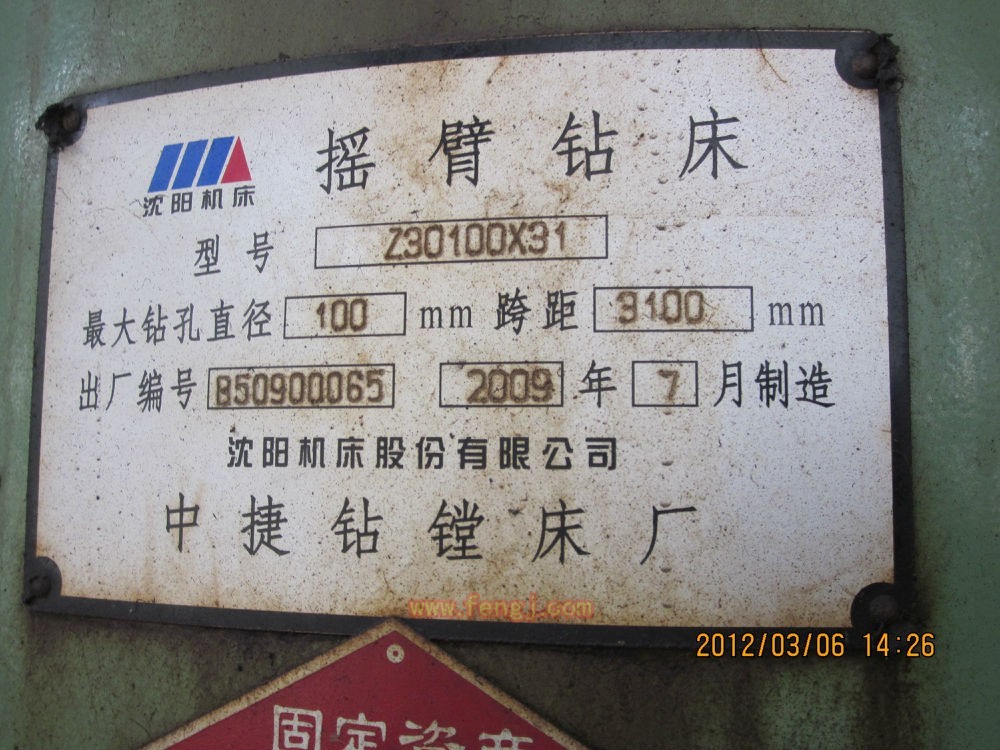 摇臂钻床
沈阳机床
型号 Z30100X31
最大钻孔直径 100 mm 跨距 3100 mm
出厂编号 B50900065 2009 年 7 月制造
沈阳机床股份有限公司
中捷钻镗床厂
www.fengj.com
2012/03/06 14:26
固定资产